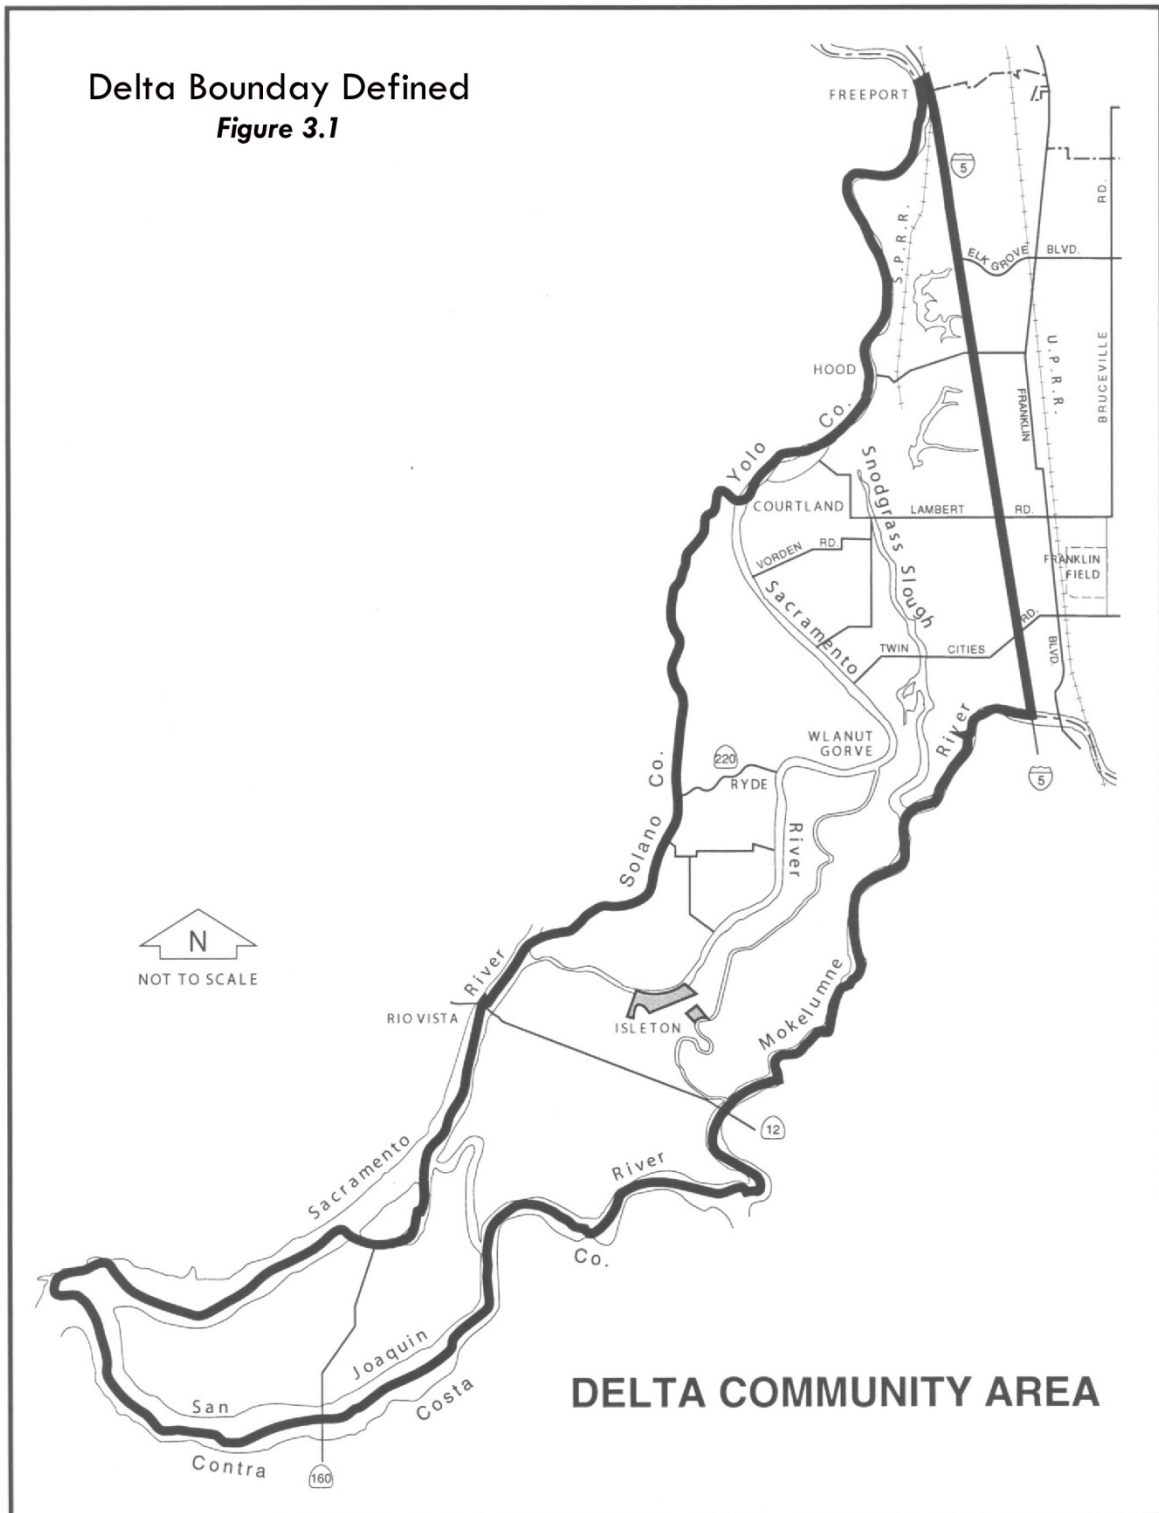 Delta Bounday Defined
Figure 3.1
FREEPORT
5
RD.
S.P.R.R.
ELK GROVE BLVD.
HOOD
U.P.R.R.
FRANKLIN
BRUCEVILLE
Yolo Co.
Snodgrass Slough
COURTLAND
LAMBERT RD.
VORDEN RD.
FRANKLIN
FIELD
Sacramento
TWIN CITIES RD.
BLVD.
WLANUT
GORVE
River
220
RYDE
5
Solano Co.
River
N
NOT TO SCALE
River
RIO VISTA
ISLETON
Mokelumne
12
Sacramento
River
Co.
San Joaquin
Contra Costa
160
DELTA COMMUNITY AREA